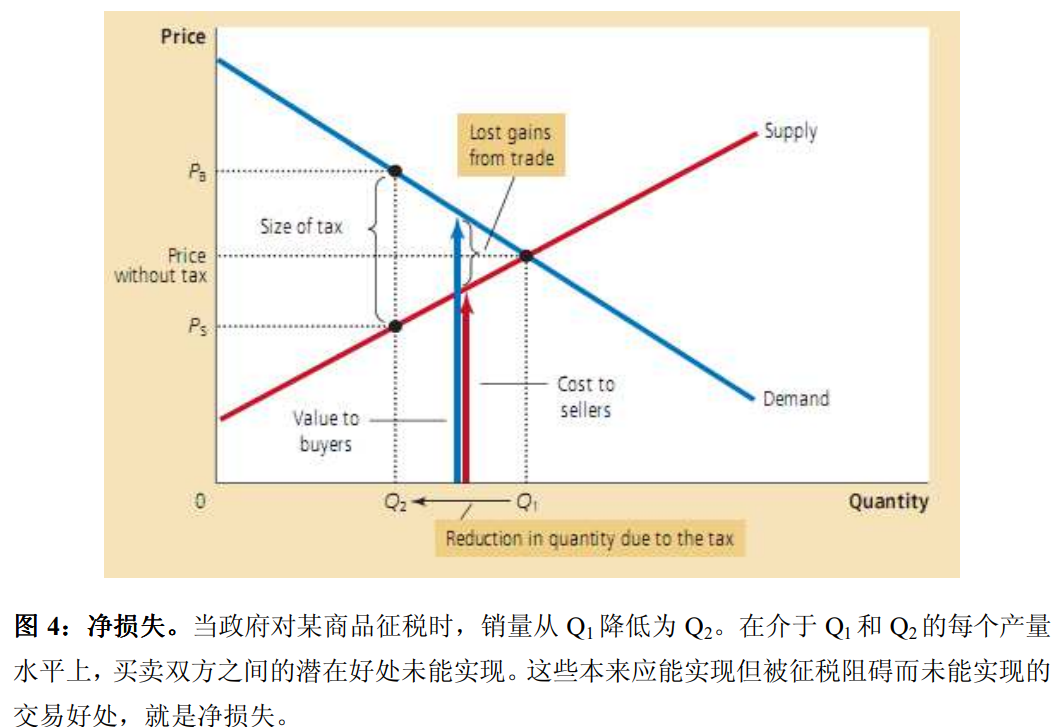 Price
Lost gains
from trade
Supply
PB
Size of tax
Price
without tax
PS
Cost to
sellers
Demand
Value to
buyers
0
Q2
Q1
Quantity
Reduction in quantity due to the tax
图 4：净损失。当政府对某商品征税时，销量从 Q1 降低为 Q2。在介于 Q1 和 Q2 的每个产量
水平上，买卖双方之间的潜在好处未能实现。这些本来应能实现但被征税阻碍而未能实现的
交易好处，就是净损失。